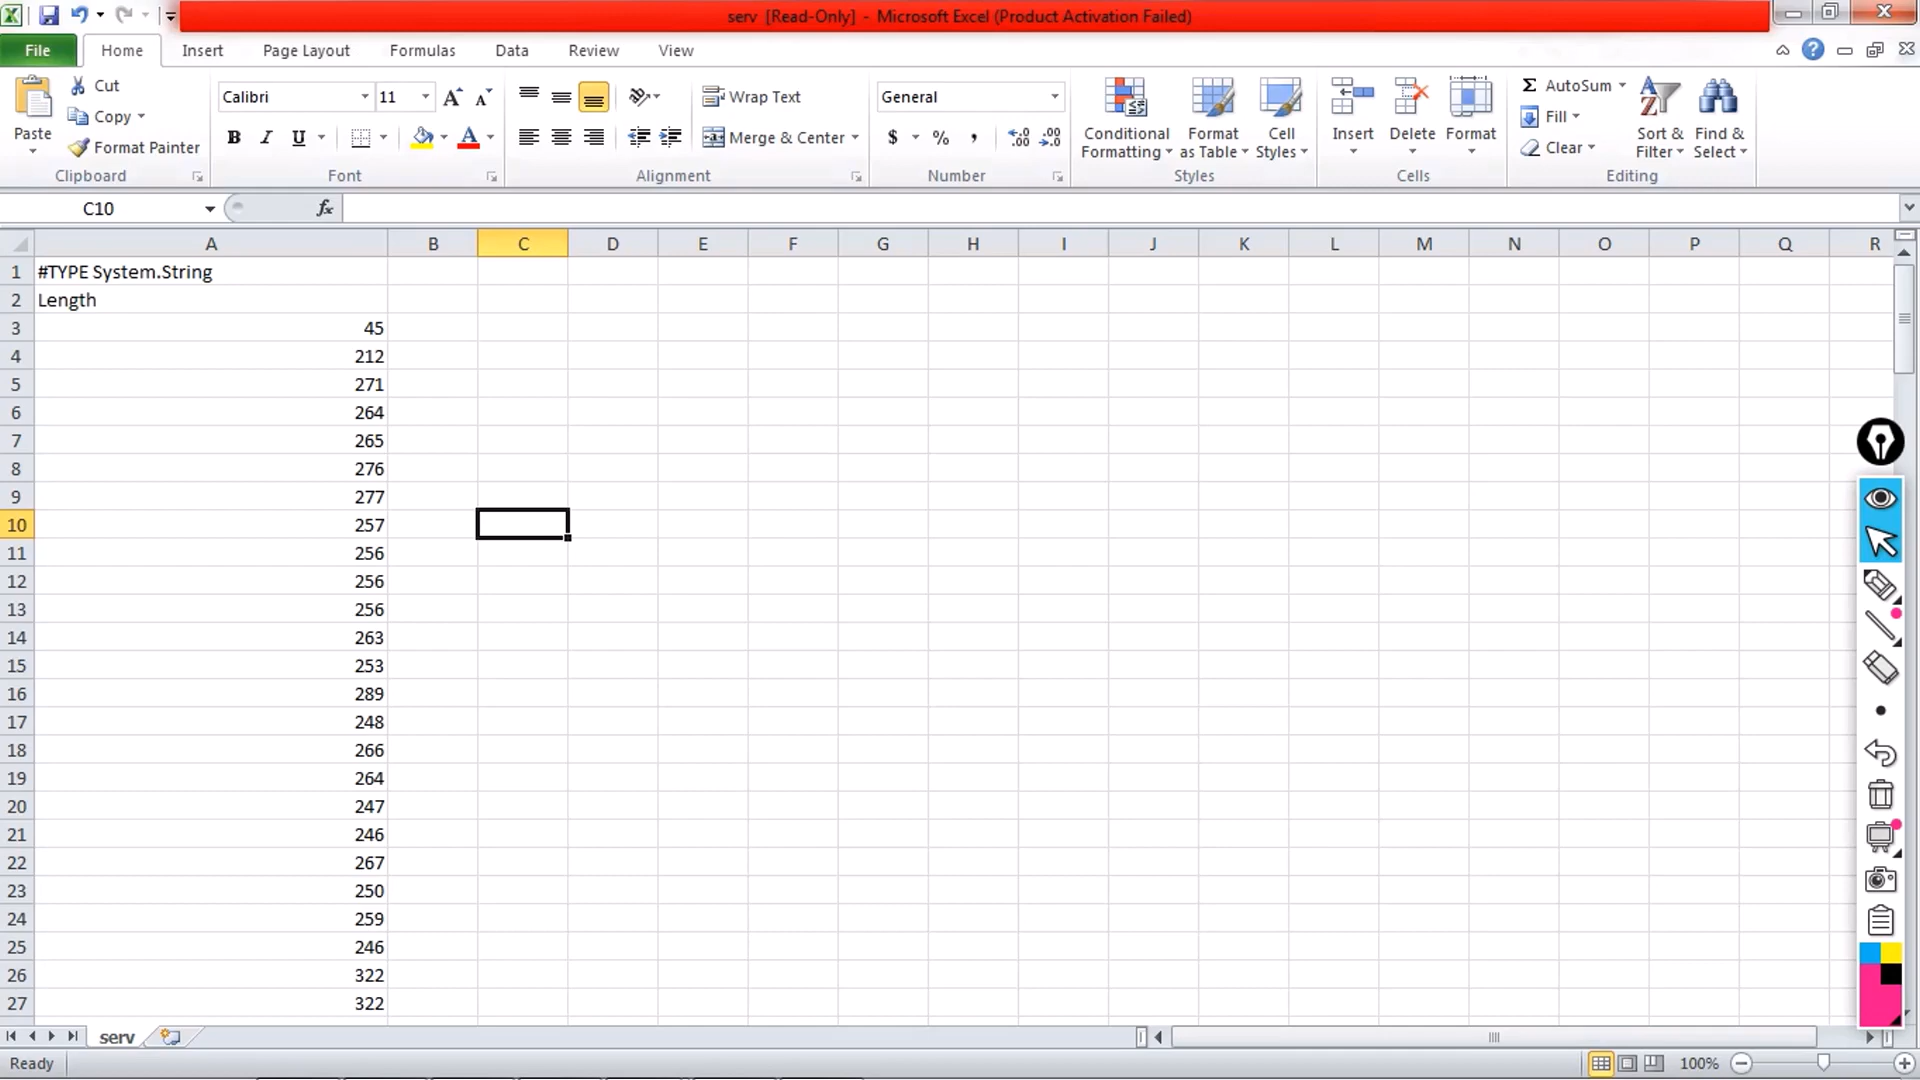 serv [Read-Only] - Microsoft Excel (Product Activation Failed)
File Home Insert Page Layout Formulas Data Review View
Paste
Cut
Copy
Format Painter
Clipboard
Calibri 11
B I U A
Font
Wrap Text
Merge & Center
Alignment
General
$ % ,
Number
Conditional Formatting
Format as Table
Cell Styles
Styles
Insert Delete Format
Cells
Σ AutoSum
Fill
Clear
Sort & Filter
Find & Select
Editing
C10 fx
A B C D E F G H I J K L M N O P Q R
1 #TYPE System.String
2 Length
3 45
4 212
5 271
6 264
7 265
8 276
9 277
10 257
11 256
12 256
13 256
14 263
15 253
16 289
17 248
18 266
19 264
20 247
21 246
22 267
23 250
24 259
25 246
26 322
27 322
serv
Ready 100%